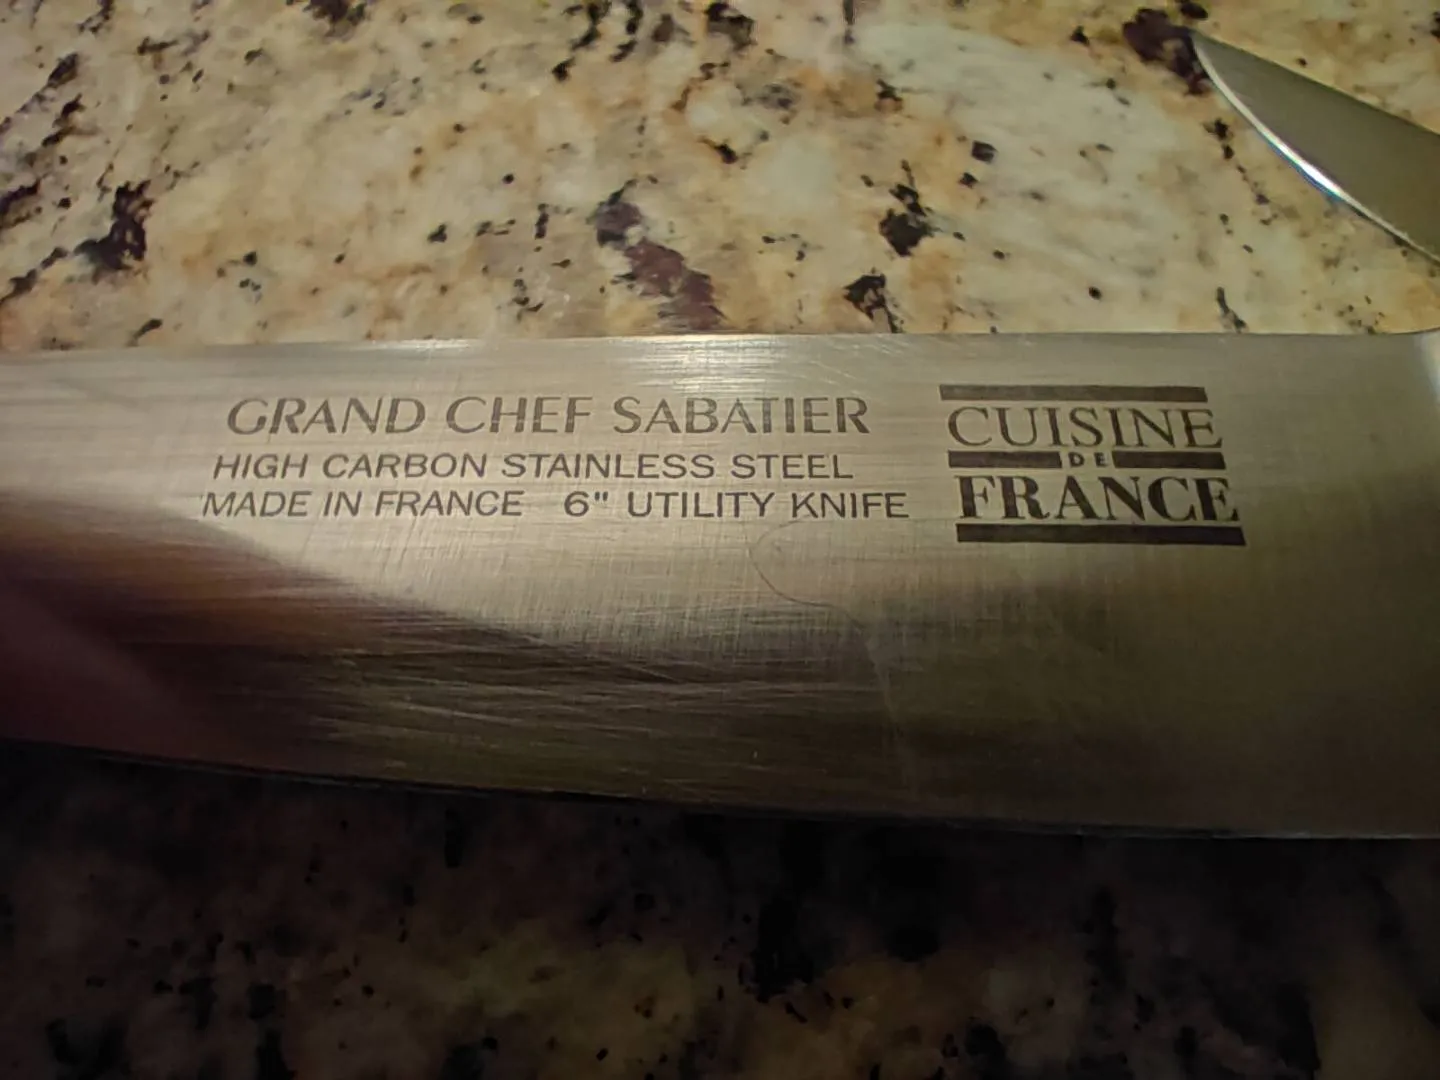 GRAND CHEF SABATIER
HIGH CARBON STAINLESS STEEL
MADE IN FRANCE 6" UTILITY KNIFE
CUISINE
DE
FRANCE